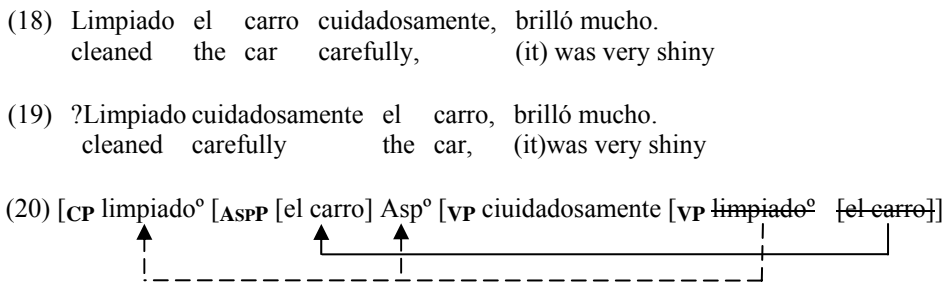 (18) Limpiado el carro cuidadosamente, brilló mucho.
cleaned the car carefully, (it) was very shiny
(19) ?Limpiado cuidadosamente el carro, brilló mucho.
cleaned carefully the car, (it)was very shiny
(20) [CP limpiadoº [ASPP [el carro] Aspº [VP ciuidadosamente [VP limpiadoº [el carro]]